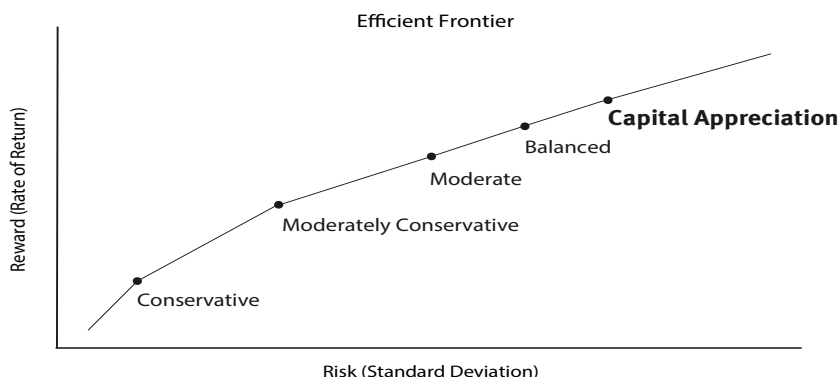 Efficient Frontier
Reward (Rate of Return)
Capital Appreciation
Balanced
Moderate
Moderately Conservative
Conservative
Risk (Standard Deviation)